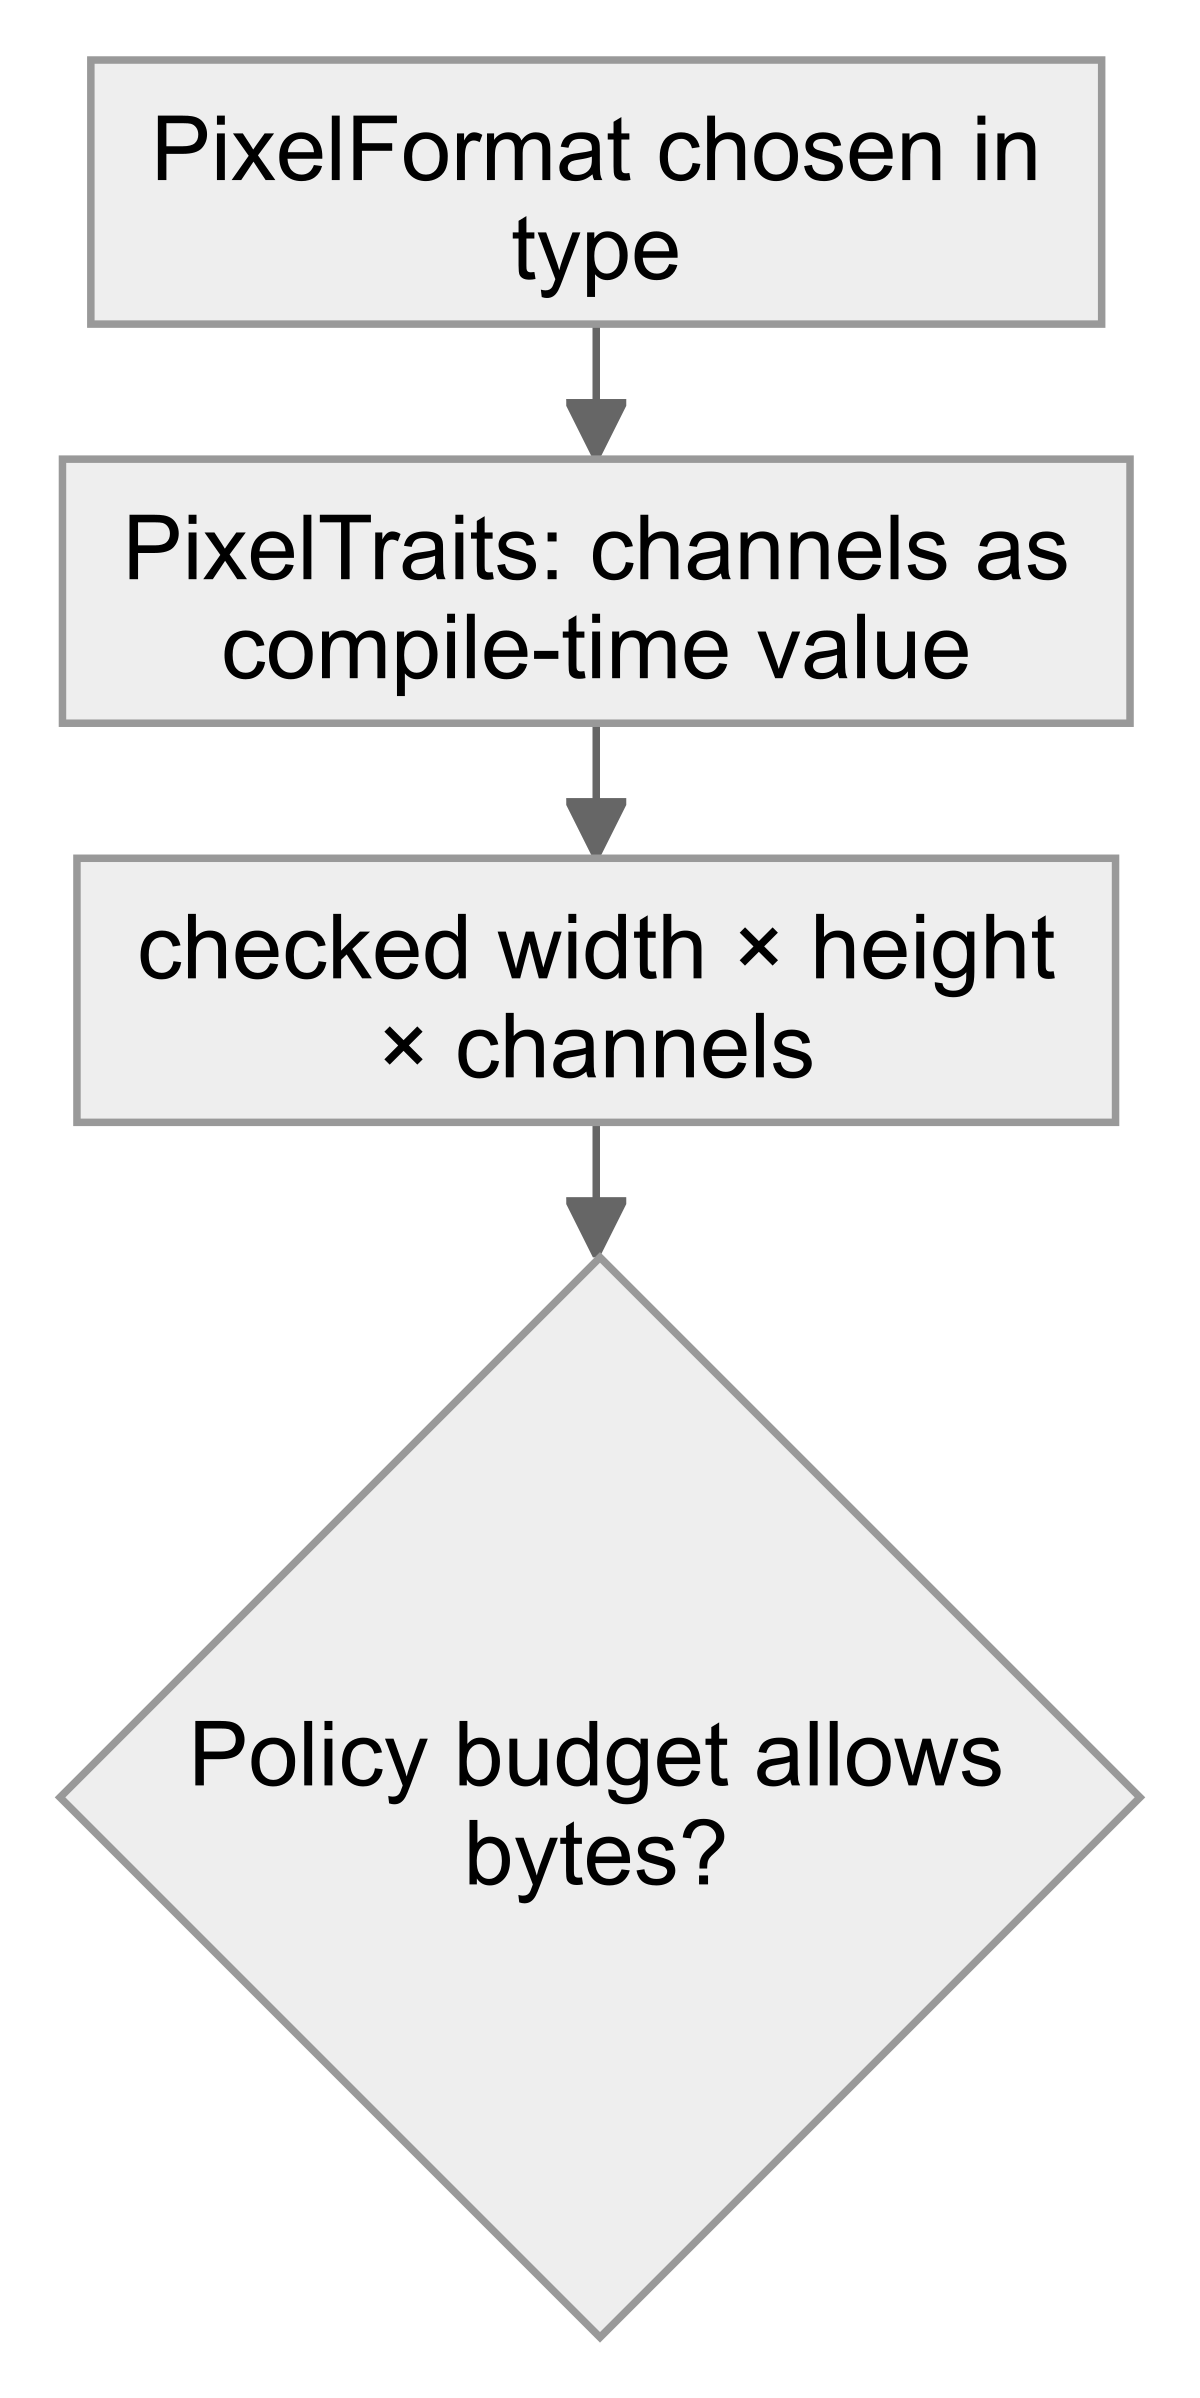 PixelFormat chosen in
type
PixelTraits: channels as
compile-time value
checked width × height
× channels
Policy budget allows
bytes?